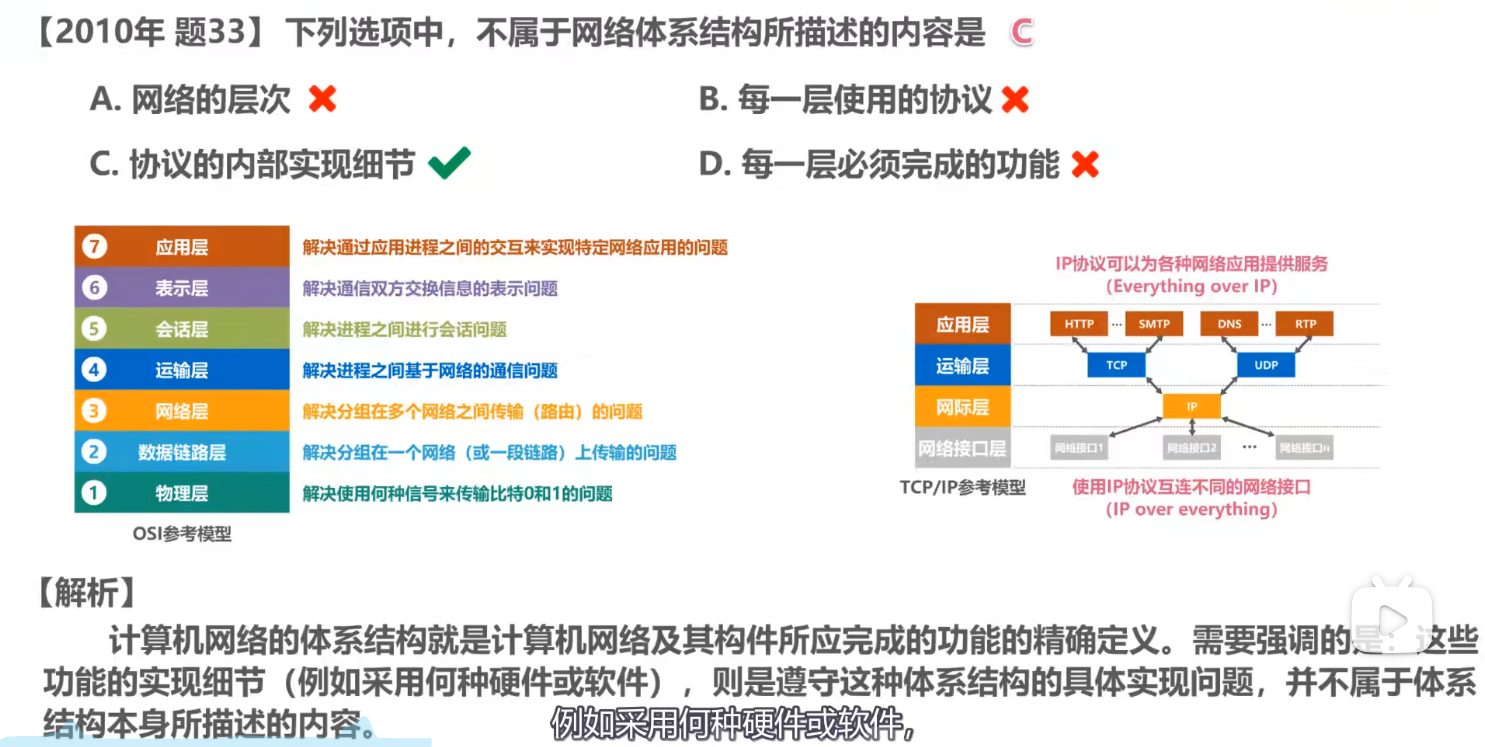 【2010年 题33】下列选项中，不属于网络体系结构所描述的内容是 C
A. 网络的层次
B. 每一层使用的协议
C. 协议的内部实现细节
D. 每一层必须完成的功能
7 应用层 解决通过应用进程之间的交互来实现特定网络应用的问题
6 表示层 解决通信双方交换信息的表示问题
5 会话层 解决进程之间进行会话问题
4 运输层 解决进程之间基于网络的通信问题
3 网络层 解决分组在多个网络之间传输（路由）的问题
2 数据链路层 解决分组在一个网络（或一段链路）上传输的问题
1 物理层 解决使用何种信号来传输比特0和1的问题
OSI参考模型
IP协议可以为各种网络应用提供服务
(Everything over IP)
应用层 HTTP ... SMTP DNS ... RTP
运输层 TCP UDP
网际层 IP
网络接口层 网络接口1 网络接口2 ... 网络接口n
TCP/IP参考模型
使用IP协议互连不同的网络接口
(IP over everything)
【解析】
计算机网络的体系结构就是计算机网络及其构件所应完成的功能的精确定义。需要强调的是：这些
功能的实现细节（例如采用何种硬件或软件），则是遵守这种体系结构的具体实现问题，并不属于体系
结构本身所描述的内容。
例如采用何种硬件或软件，